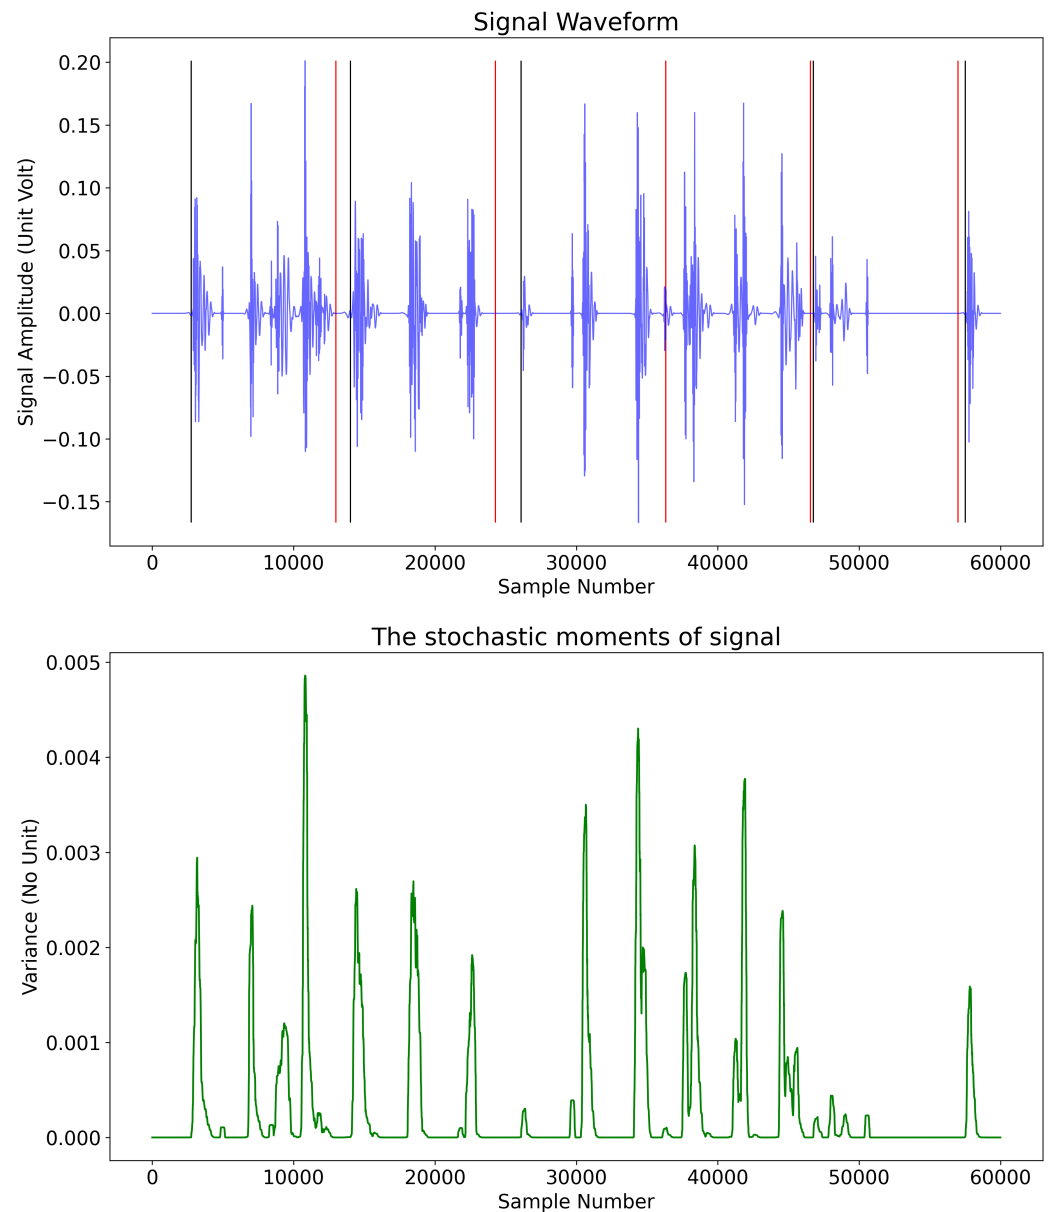 Signal Waveform
0.20
0.15
0.10
0.05
0.00
−0.05
−0.10
−0.15
Signal Amplitude (Unit Volt)
0 10000 20000 30000 40000 50000 60000
Sample Number
The stochastic moments of signal
0.005
0.004
0.003
0.002
0.001
0.000
Variance (No Unit)
0 10000 20000 30000 40000 50000 60000
Sample Number